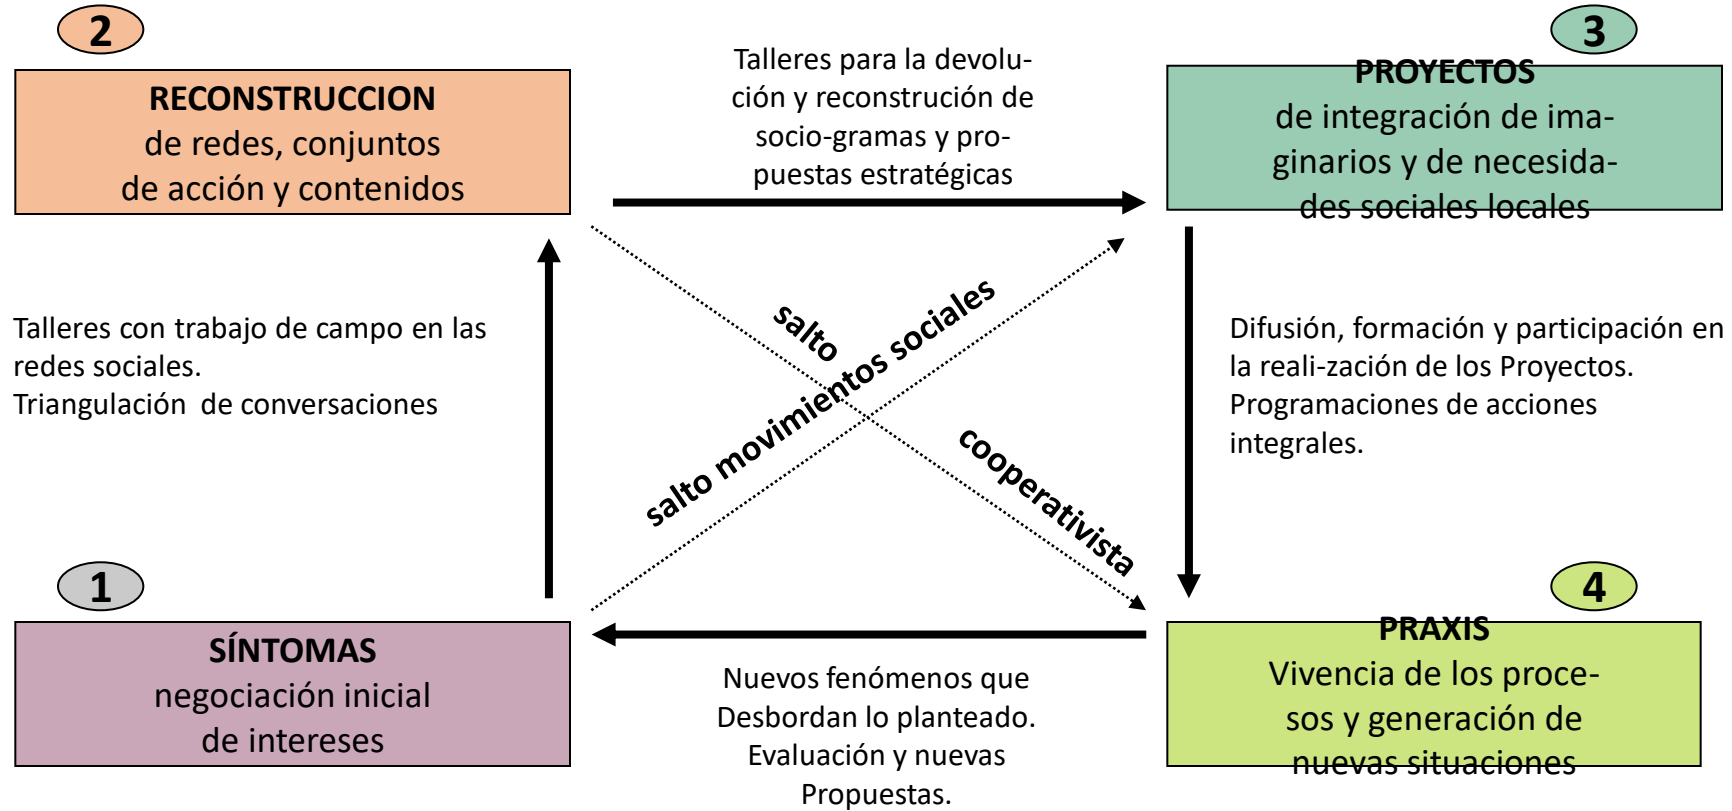 2
RECONSTRUCCION
de redes, conjuntos
de acción y contenidos
Talleres para la devolu-
ción y reconstrución de
socio-gramas y pro-
puestas estratégicas
3
PROYECTOS
de integración de ima-
ginarios y de necesida-
des sociales locales
Talleres con trabajo de campo en las
redes sociales.
Triangulación de conversaciones
salto
cooperativista
salto movimientos sociales
Difusión, formación y participación en
la reali-zación de los Proyectos.
Programaciones de acciones
integrales.
1
SÍNTOMAS
negociación inicial
de intereses
Nuevos fenómenos que
Desbordan lo planteado.
Evaluación y nuevas
Propuestas.
4
PRAXIS
Vivencia de los proce-
sos y generación de
nuevas situaciones